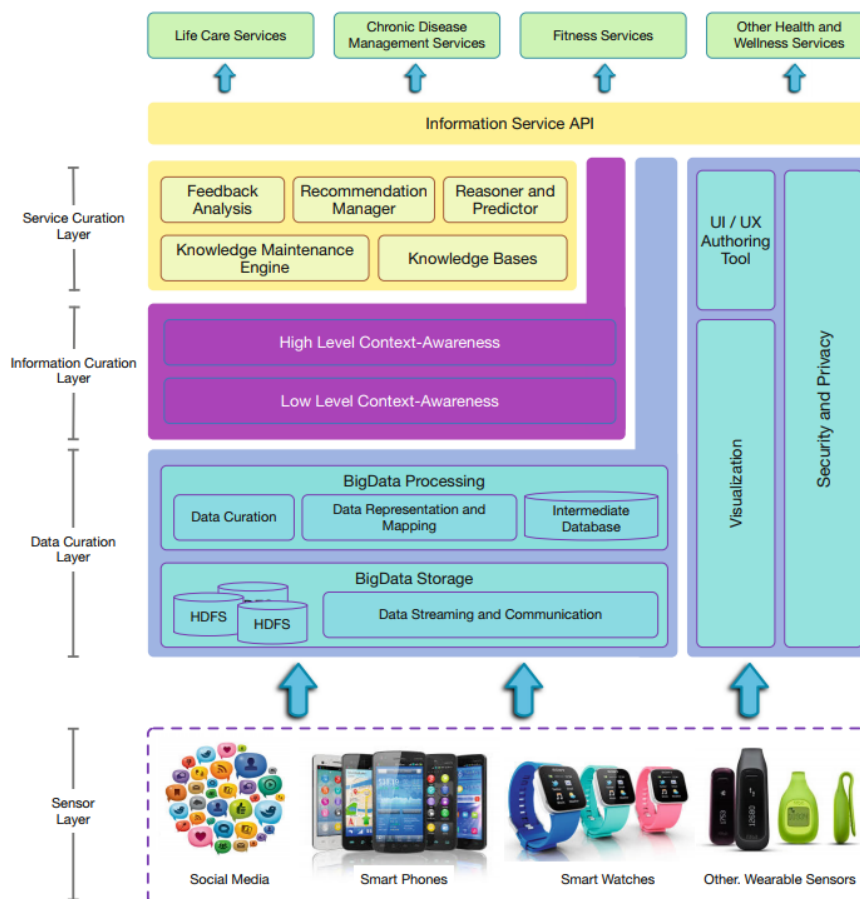 Life Care Services
Chronic Disease
Management Services
Fitness Services
Other Health and
Wellness Services
Information Service API
Service Curation
Layer
Feedback
Analysis
Recommendation
Manager
Reasoner and
Predictor
Knowledge Maintenance
Engine
Knowledge Bases
UI / UX
Authoring
Tool
Security and Privacy
Information Curation
Layer
High Level Context-Awareness
Low Level Context-Awareness
Visualization
Data Curation
Layer
BigData Processing
Data Curation
Data Representation and
Mapping
Intermediate
Database
BigData Storage
HDFS
HDFS
Data Streaming and Communication
Sensor
Layer
Social Media
Smart Phones
Smart Watches
Other. Wearable Sensors